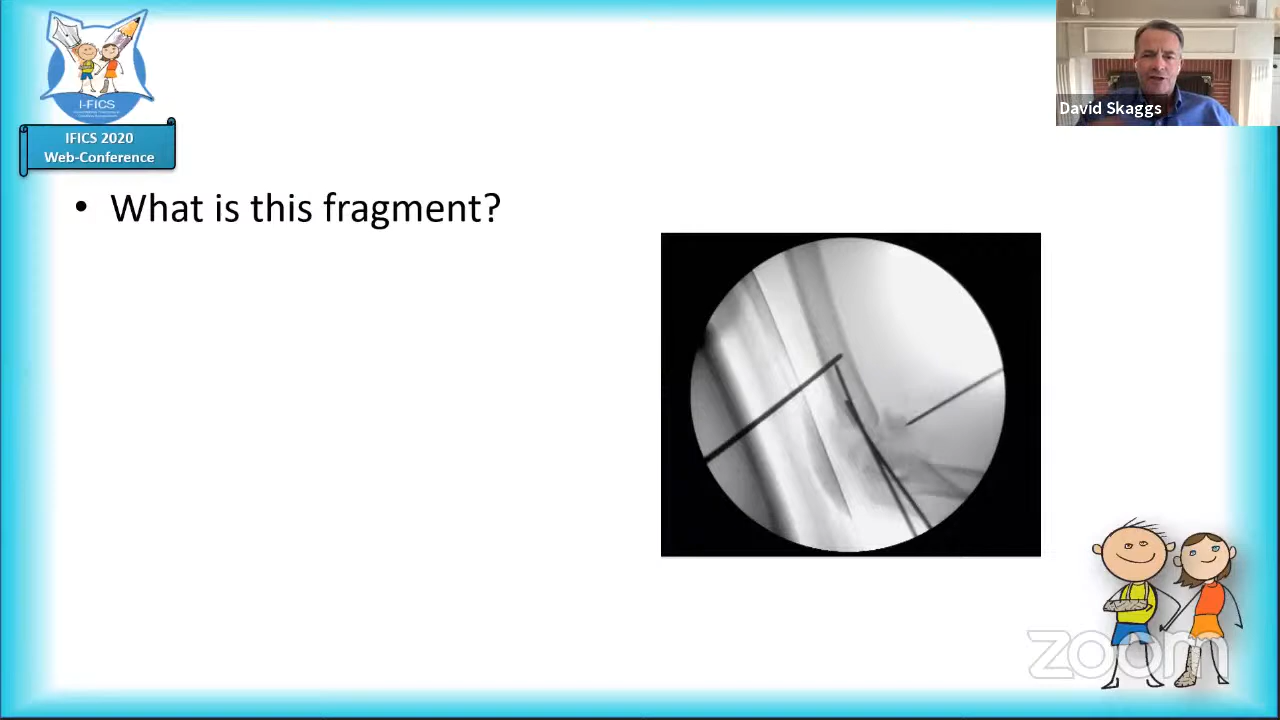 I-FICS
IFICS 2020
Web-Conference
David Skaggs
• What is this fragment?
zoom